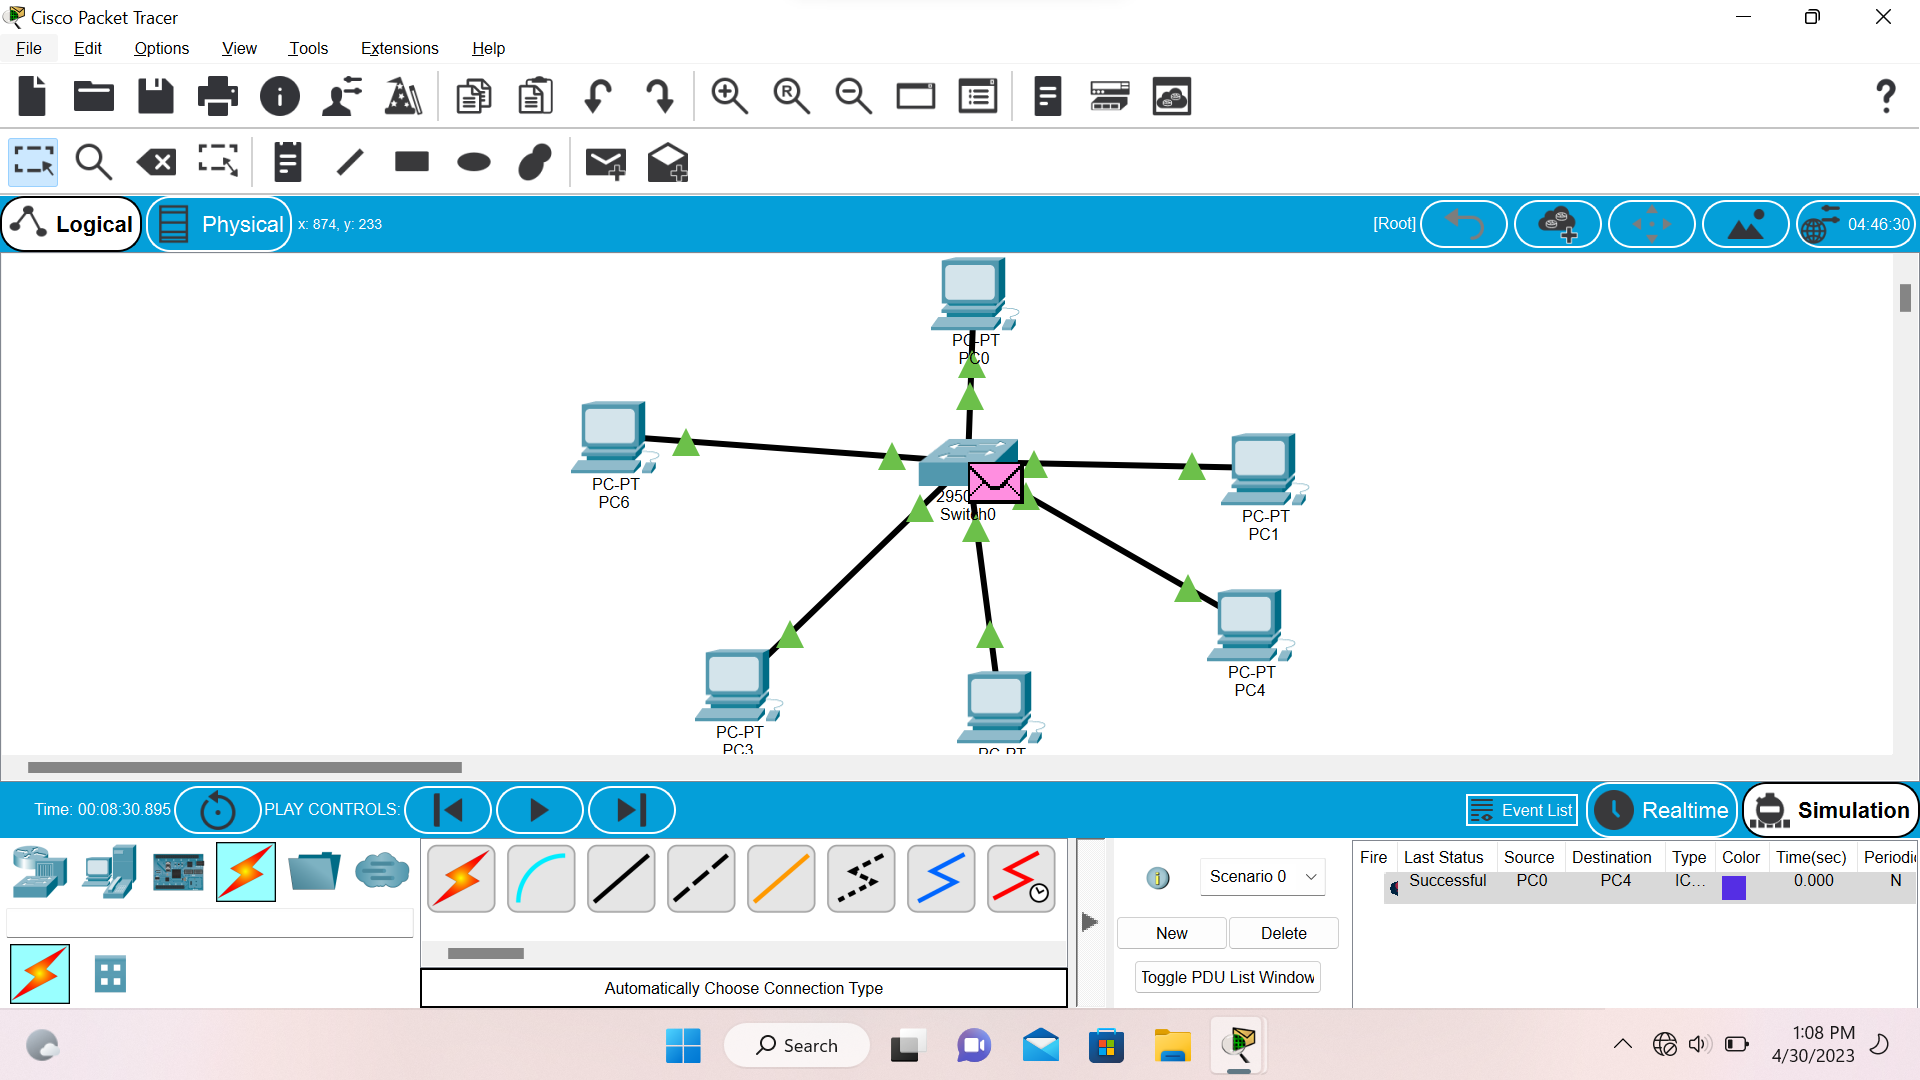 Cisco Packet Tracer
File Edit Options View Tools Extensions Help
Logical Physical x: 874, y: 233 [Root] 04:46:30
PC-PT
PC0
PC-PT
PC6
2950
Switch0
PC-PT
PC1
PC-PT
PC4
PC-PT
PC3
PC-PT
Time: 00:08:30.895 PLAY CONTROLS: Event List Realtime Simulation
Scenario 0
New Delete
Toggle PDU List Window
Fire Last Status Source Destination Type Color Time(sec) Periodic
Successful PC0 PC4 IC... 0.000 N
Automatically Choose Connection Type
Search
1:08 PM
4/30/2023